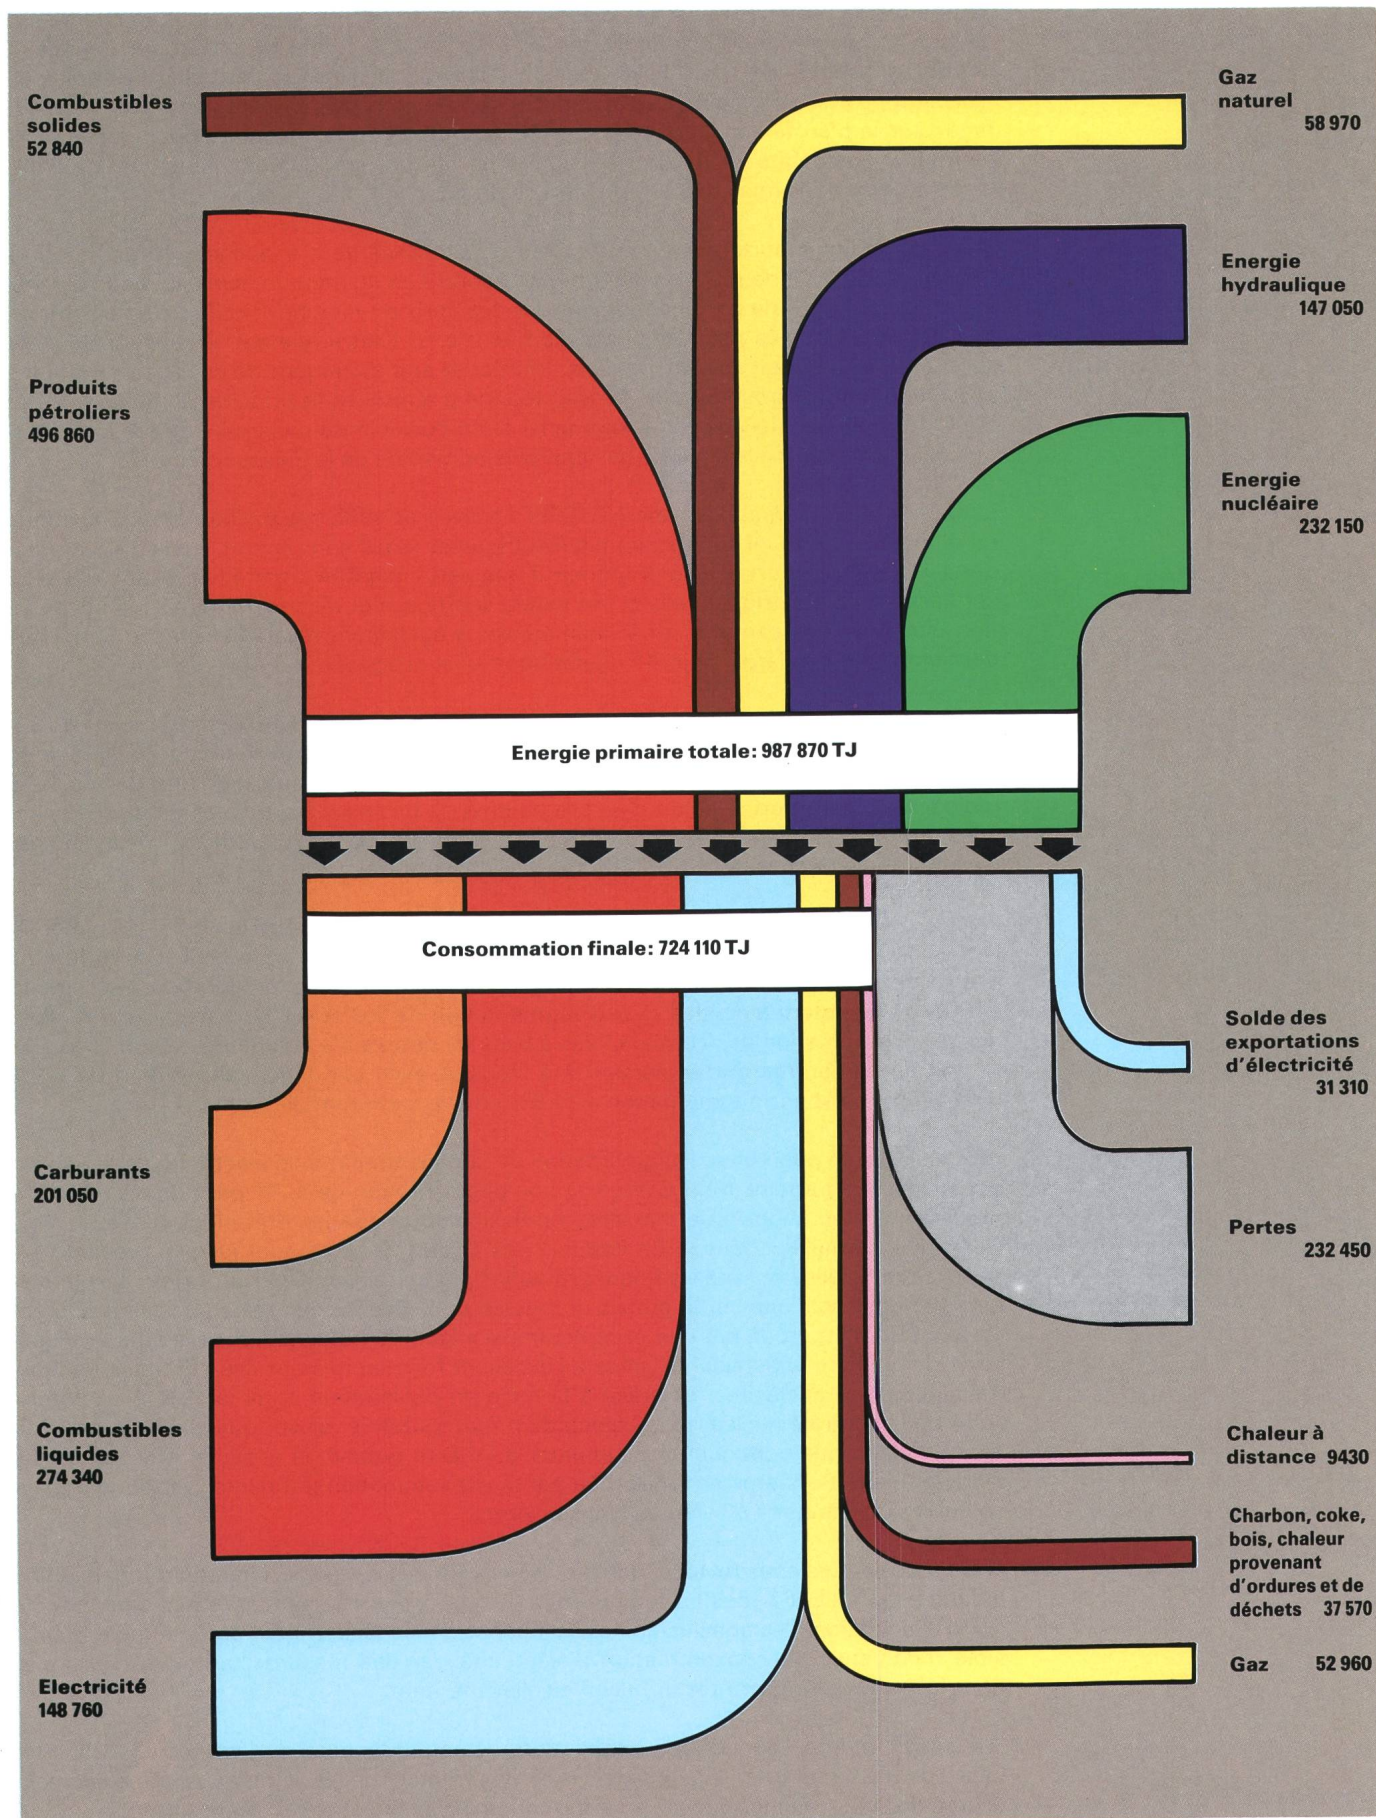 Combustibles
solides
52 840
Gaz
naturel
58 970
Energie
hydraulique
147 050
Produits
pétroliers
496 860
Energie
nucléaire
232 150
Energie primaire totale: 987 870 TJ
Consommation finale: 724 110 TJ
Solde des
exportations
d'électricité
31 310
Carburants
201 050
Pertes
232 450
Combustibles
liquides
274 340
Chaleur à
distance 9430
Charbon, coke,
bois, chaleur
provenant
d'ordures et de
déchets 37 570
Gaz 52 960
Electricité
148 760